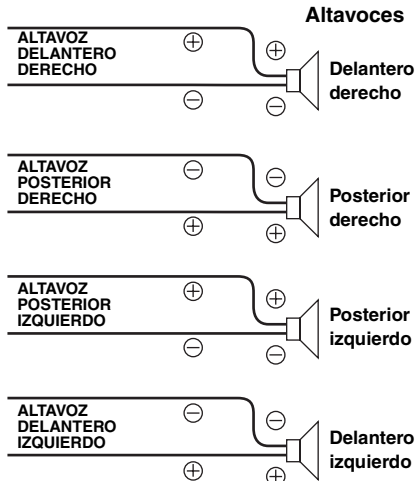 Altavoces
ALTAVOZ
DELANTERO
DERECHO
⊕ ⊕
⊖ ⊖
Delantero
derecho
ALTAVOZ
POSTERIOR
DERECHO
⊖ ⊖
⊕ ⊕
Posterior
derecho
ALTAVOZ
POSTERIOR
IZQUIERDO
⊕ ⊕
⊖ ⊖
Posterior
izquierdo
ALTAVOZ
DELANTERO
IZQUIERDO
⊖ ⊖
⊕ ⊕
Delantero
izquierdo